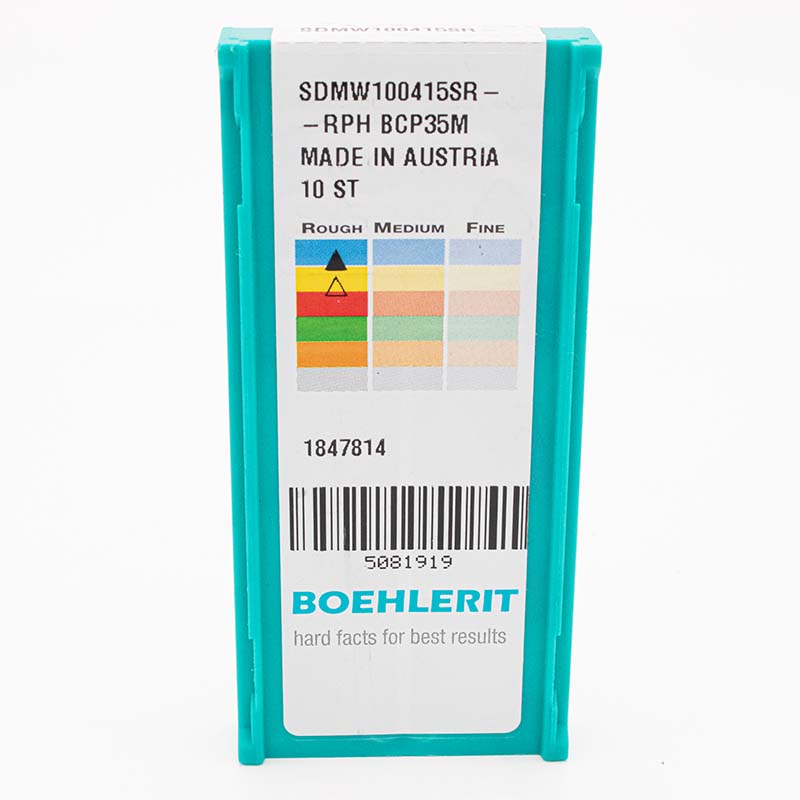 SDMW100415SR-
SDMW100415SR–
–RPH BCP35M
MADE IN AUSTRIA
10 ST
ROUGH MEDIUM FINE
1847814
5081919
BOEHLERIT
hard facts for best results